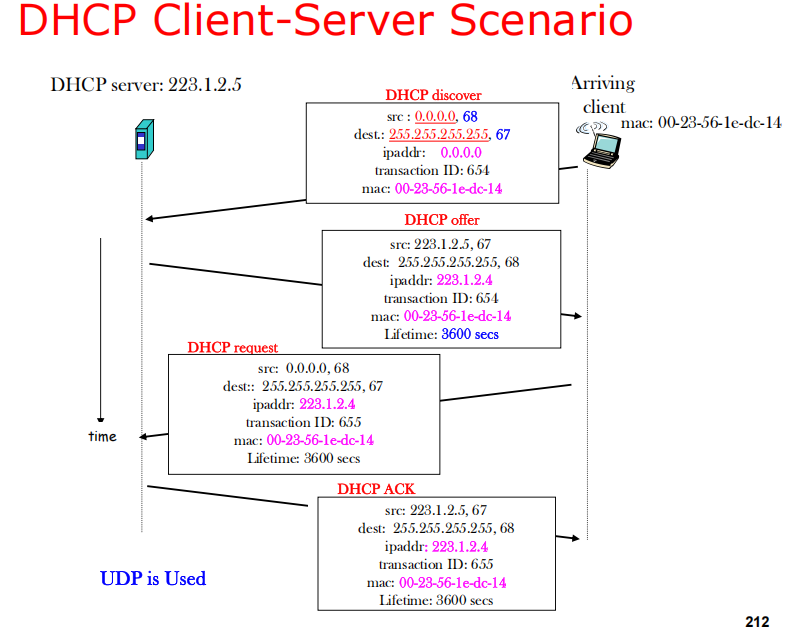 DHCP Client-Server Scenario
DHCP server: 223.1.2.5
Arriving
client
mac: 00-23-56-1e-dc-14
DHCP discover
src : 0.0.0.0, 68
dest.: 255.255.255.255, 67
ipaddr: 0.0.0.0
transaction ID: 654
mac: 00-23-56-1e-dc-14
DHCP offer
src: 223.1.2.5, 67
dest: 255.255.255.255, 68
ipaddr: 223.1.2.4
transaction ID: 654
mac: 00-23-56-1e-dc-14
Lifetime: 3600 secs
DHCP request
src: 0.0.0.0, 68
dest:: 255.255.255.255, 67
ipaddr: 223.1.2.4
transaction ID: 655
mac: 00-23-56-1e-dc-14
Lifetime: 3600 secs
time
DHCP ACK
src: 223.1.2.5, 67
dest: 255.255.255.255, 68
ipaddr: 223.1.2.4
transaction ID: 655
mac: 00-23-56-1e-dc-14
Lifetime: 3600 secs
UDP is Used
212